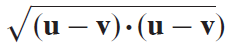 √(𝐮 − 𝐯)·(𝐮 − 𝐯)